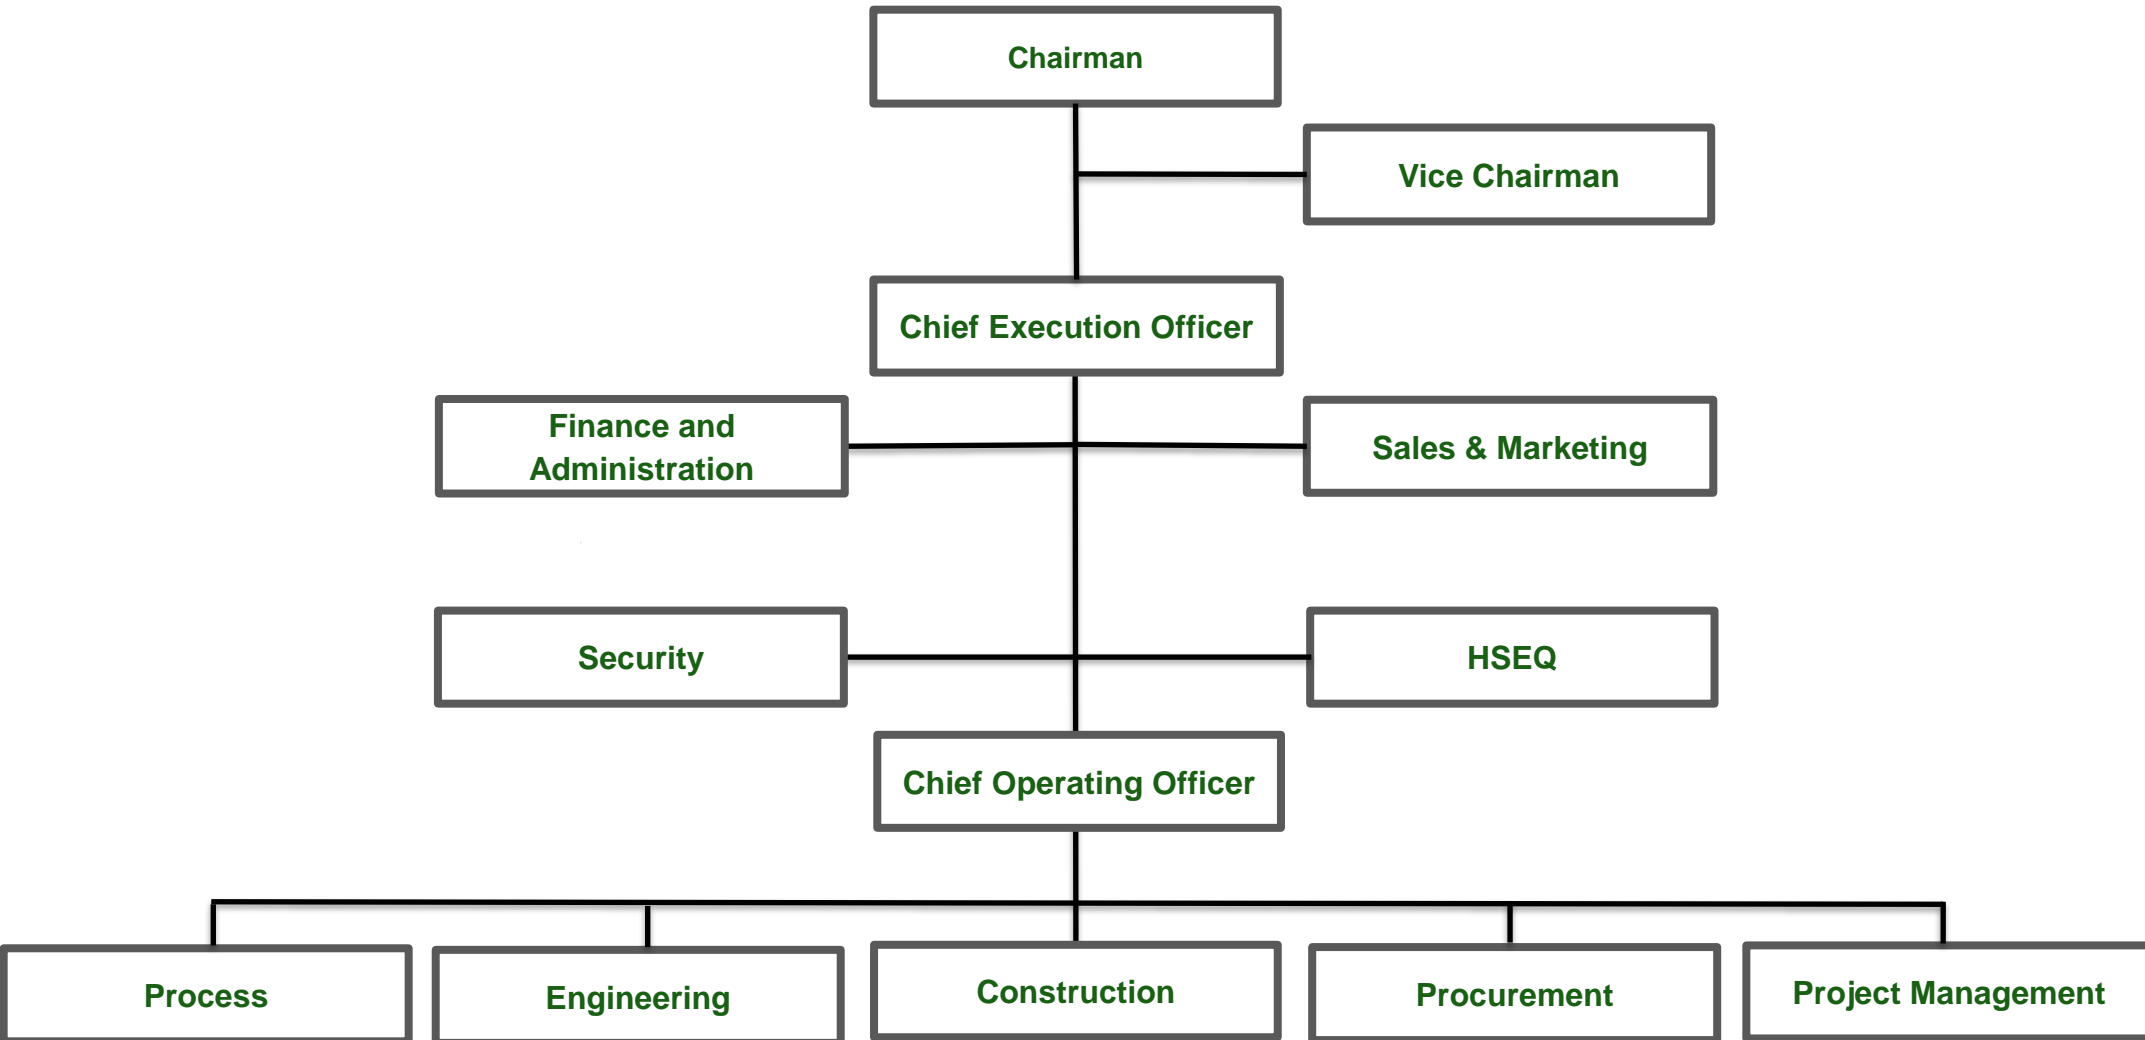 Chairman
Vice Chairman
Chief Execution Officer
Finance and
Administration
Sales & Marketing
Security
HSEQ
Chief Operating Officer
Process
Engineering
Construction
Procurement
Project Management